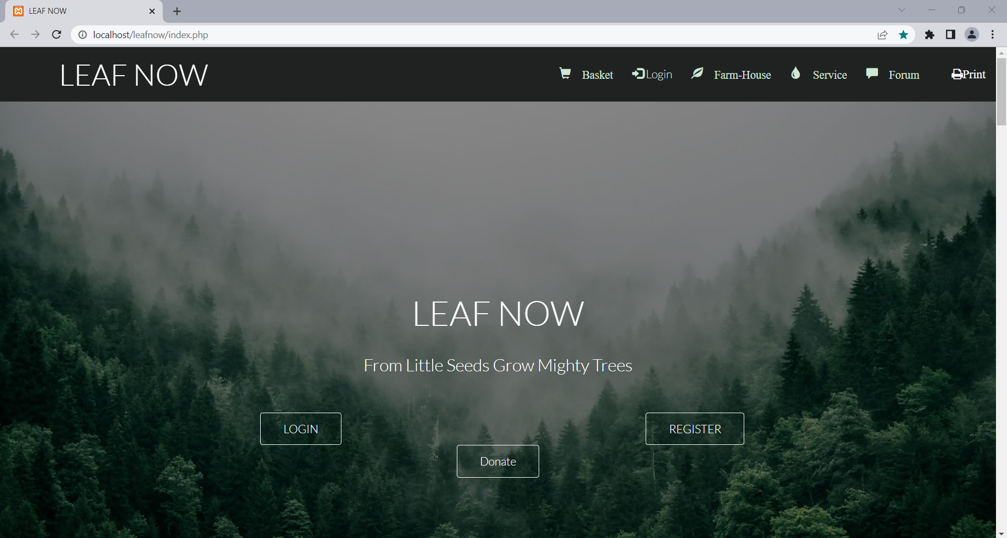 LEAF NOW
localhost/leafnow/index.php
LEAF NOW Basket Login Farm-House Service Forum Print
LEAF NOW
From Little Seeds Grow Mighty Trees
LOGIN REGISTER
Donate